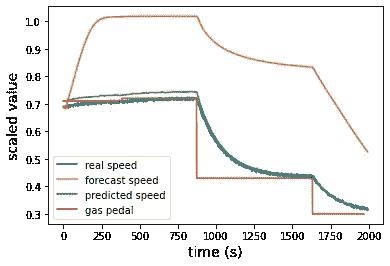 scaled value
1.0
0.9
0.8
0.7
0.6
0.5
0.4
0.3
real speed
forecast speed
predicted speed
gas pedal
0 250 500 750 1000 1250 1500 1750 2000
time (s)